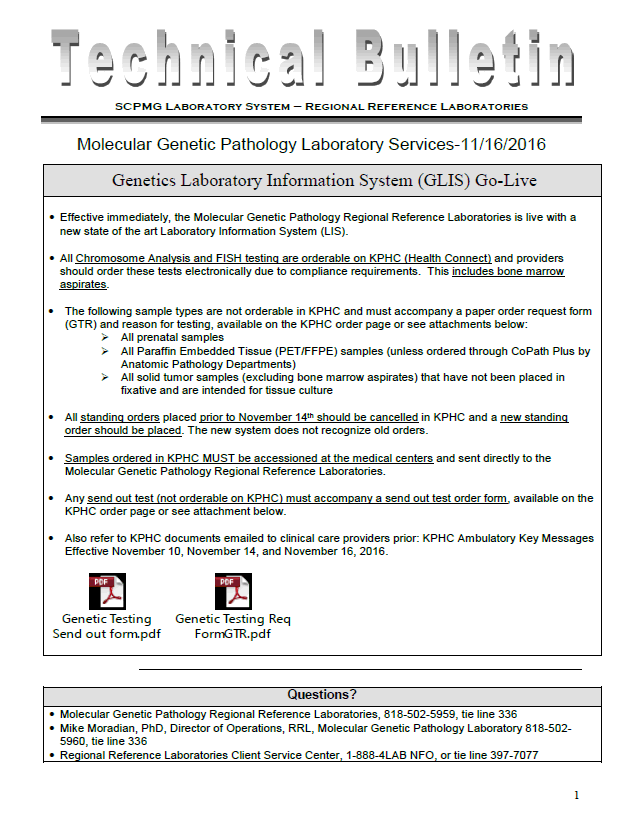 Technical Bulletin
SCPMG LABORATORY SYSTEM – REGIONAL REFERENCE LABORATORIES
Molecular Genetic Pathology Laboratory Services-11/16/2016
Genetics Laboratory Information System (GLIS) Go-Live
• Effective immediately, the Molecular Genetic Pathology Regional Reference Laboratories is live with a
new state of the art Laboratory Information System (LIS).
• All Chromosome Analysis and FISH testing are orderable on KPHC (Health Connect) and providers
should order these tests electronically due to compliance requirements. This includes bone marrow
aspirates.
• The following sample types are not orderable in KPHC and must accompany a paper order request form
(GTR) and reason for testing, available on the KPHC order page or see attachments below:
➢ All prenatal samples
➢ All Paraffin Embedded Tissue (PET/FFPE) samples (unless ordered through CoPath Plus by
Anatomic Pathology Departments)
➢ All solid tumor samples (excluding bone marrow aspirates) that have not been placed in
fixative and are intended for tissue culture
• All standing orders placed prior to November 14th should be cancelled in KPHC and a new standing
order should be placed. The new system does not recognize old orders.
• Samples ordered in KPHC MUST be accessioned at the medical centers and sent directly to the
Molecular Genetic Pathology Regional Reference Laboratories.
• Any send out test (not orderable on KPHC) must accompany a send out test order form, available on the
KPHC order page or see attachment below.
• Also refer to KPHC documents emailed to clinical care providers prior: KPHC Ambulatory Key Messages
Effective November 10, November 14, and November 16, 2016.
PDF PDF
Genetic Testing Genetic Testing Req
Send out form.pdf FormGTR.pdf
Questions?
• Molecular Genetic Pathology Regional Reference Laboratories, 818-502-5959, tie line 336
• Mike Moradian, PhD, Director of Operations, RRL, Molecular Genetic Pathology Laboratory 818-502-
5960, tie line 336
• Regional Reference Laboratories Client Service Center, 1-888-4LAB NFO, or tie line 397-7077
1